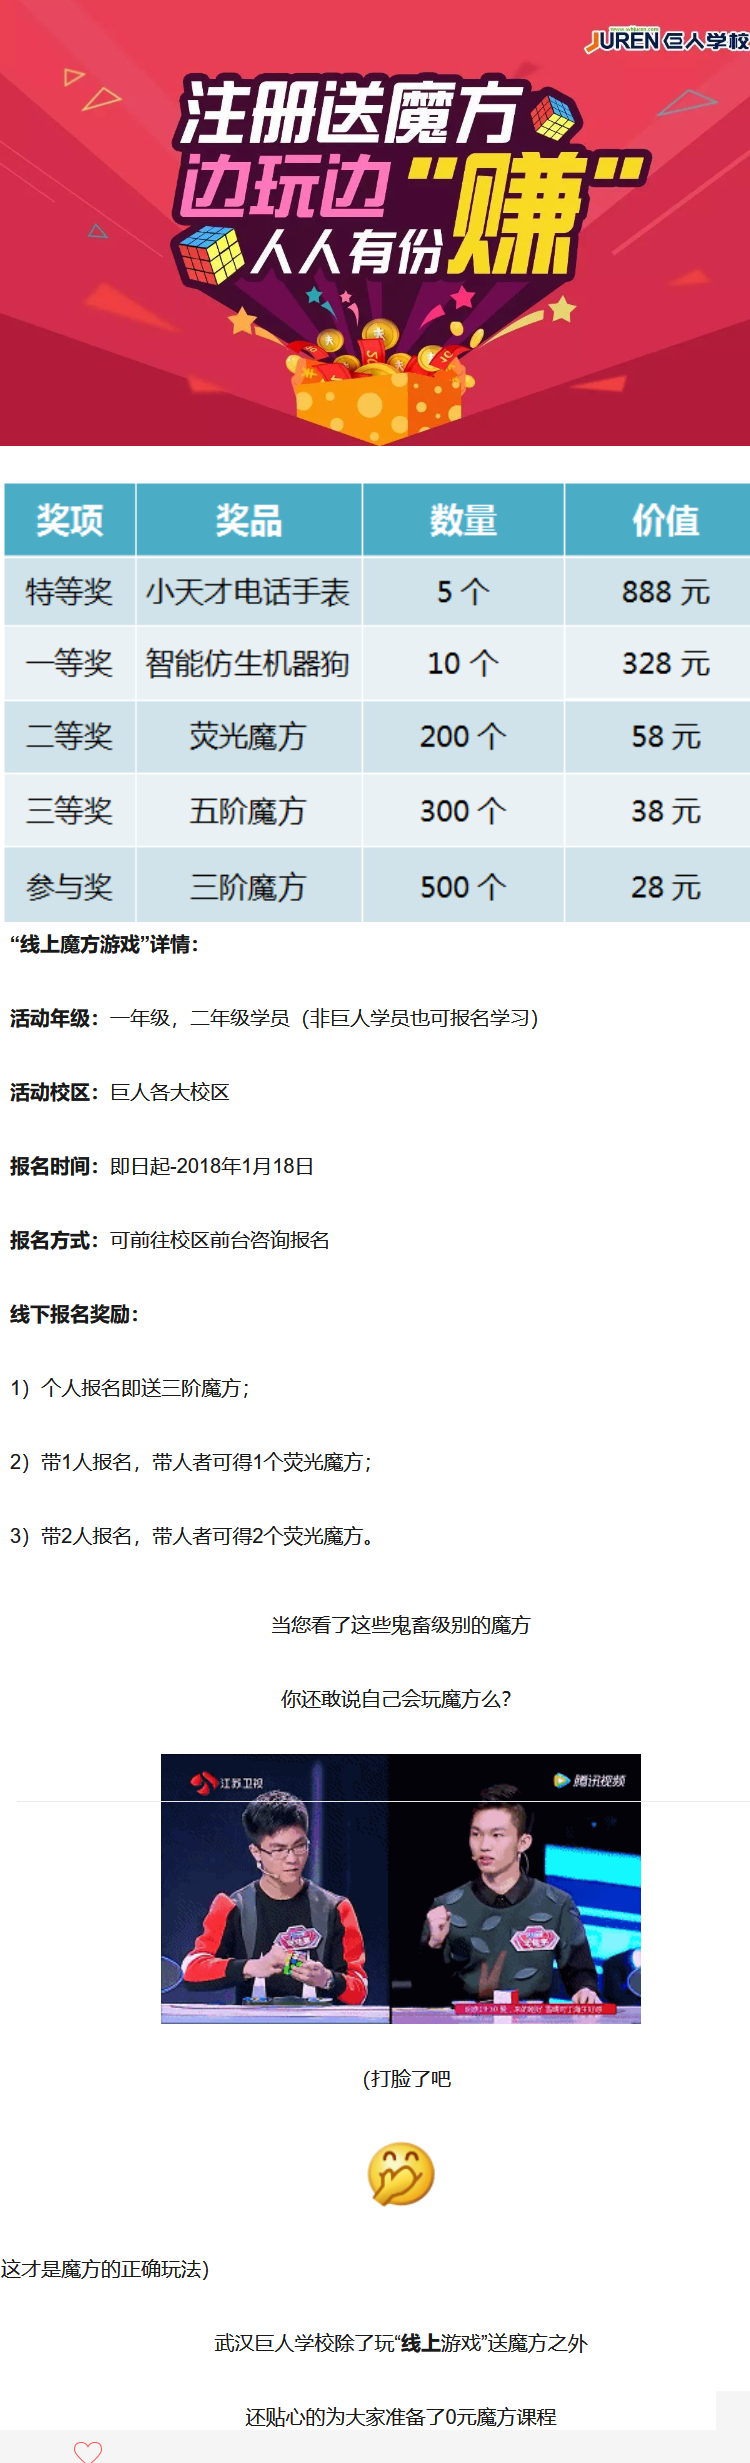 www.whjuren.com
JUREN 巨人学校
注册送魔方
边玩边“赚”
人人有份
奖项 奖品 数量 价值
特等奖 小天才电话手表 5 个 888 元
一等奖 智能仿生机器狗 10 个 328 元
二等奖 荧光魔方 200 个 58 元
三等奖 五阶魔方 300 个 38 元
参与奖 三阶魔方 500 个 28 元
“线上魔方游戏”详情：
活动年级：一年级，二年级学员（非巨人学员也可报名学习）
活动校区：巨人各大校区
报名时间：即日起-2018年1月18日
报名方式：可前往校区前台咨询报名
线下报名奖励：
1）个人报名即送三阶魔方；
2）带1人报名，带人者可得1个荧光魔方；
3）带2人报名，带人者可得2个荧光魔方。
当您看了这些鬼畜级别的魔方
你还敢说自己会玩魔方么？
江苏卫视
腾讯视频
（打脸了吧
这才是魔方的正确玩法）
武汉巨人学校除了玩“线上游戏”送魔方之外
还贴心的为大家准备了0元魔方课程